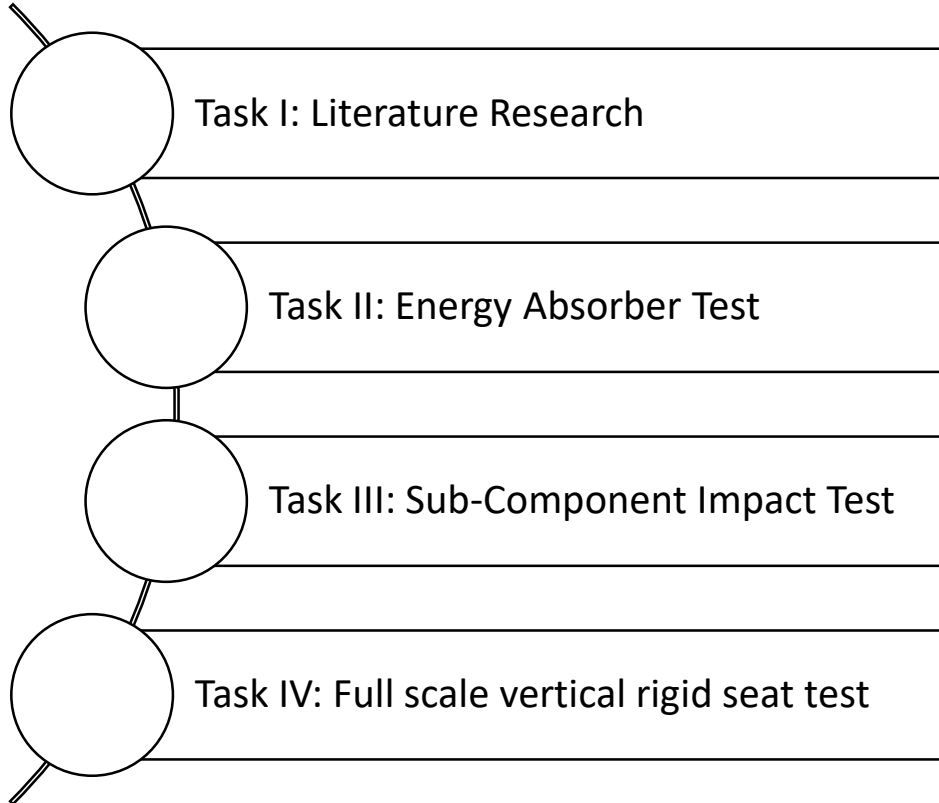 Task I: Literature Research
Task II: Energy Absorber Test
Task III: Sub-Component Impact Test
Task IV: Full scale vertical rigid seat test